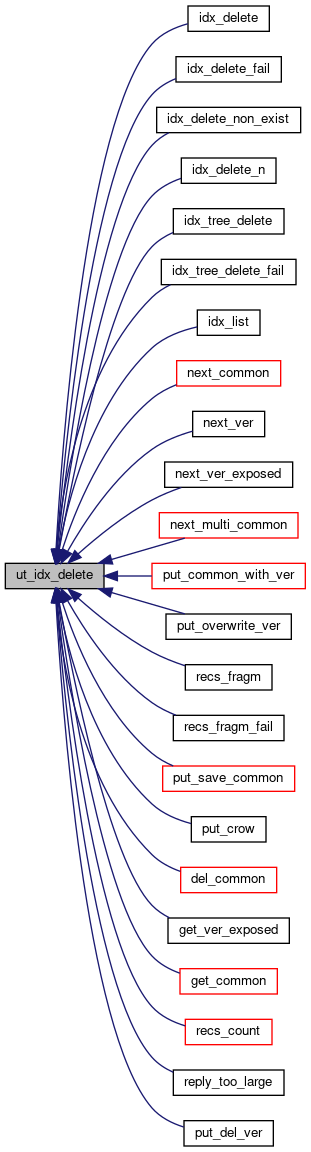 idx_delete
idx_delete_fail
idx_delete_non_exist
idx_delete_n
idx_tree_delete
idx_tree_delete_fail
idx_list
next_common
next_ver
next_ver_exposed
next_multi_common
ut_idx_delete
put_common_with_ver
put_overwrite_ver
recs_fragm
recs_fragm_fail
put_save_common
put_crow
del_common
get_ver_exposed
get_common
recs_count
reply_too_large
put_del_ver